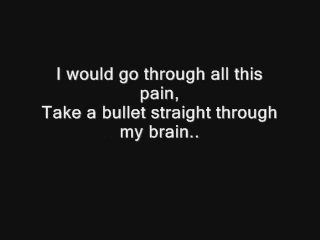 I would go through all this
pain,
Take a bullet straight through
my brain..